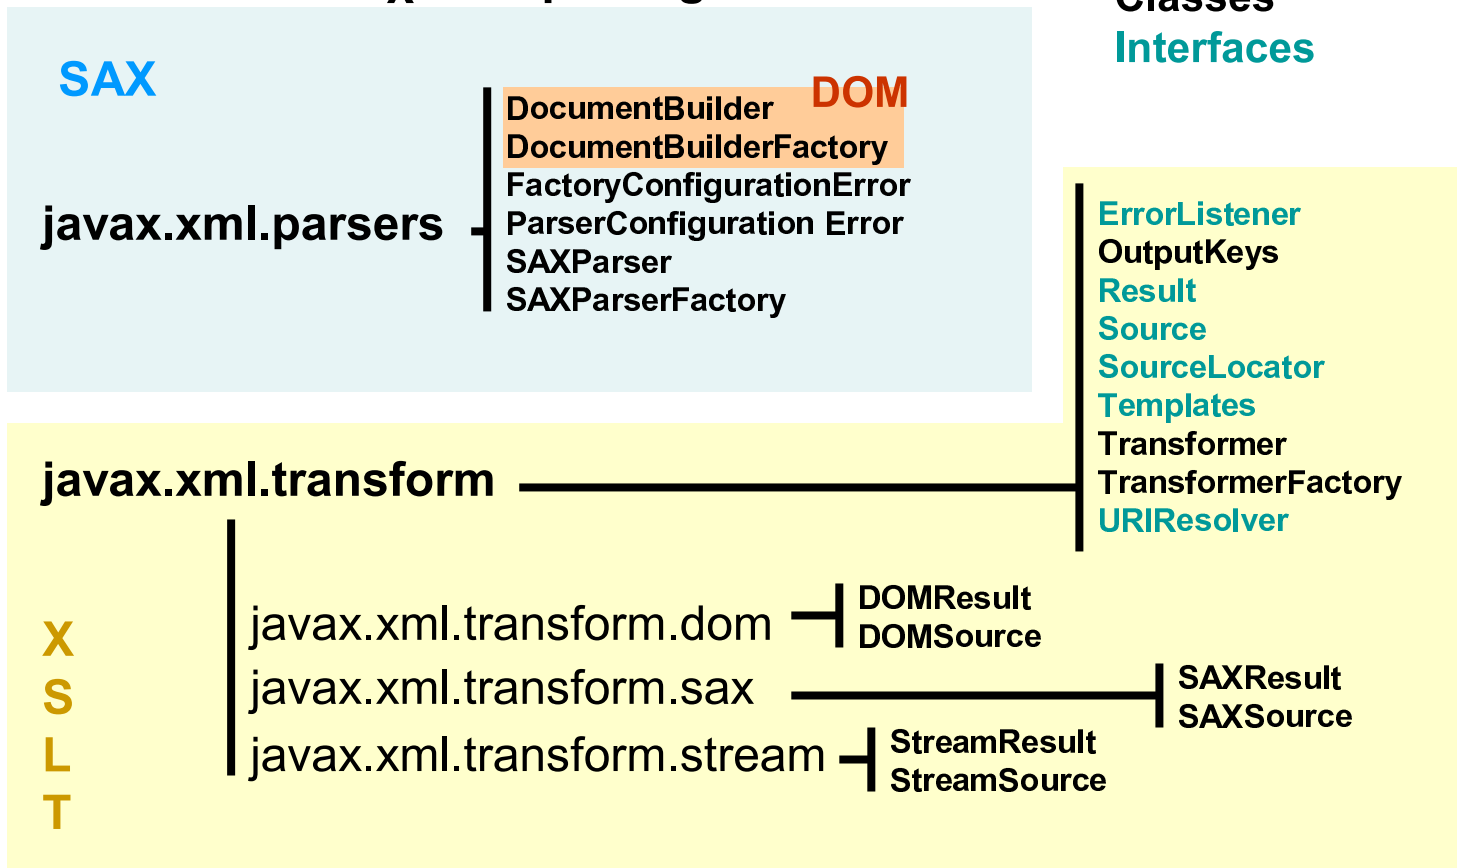 Classes
Interfaces
SAX
DOM
DocumentBuilder
DocumentBuilderFactory
FactoryConfigurationError
ParserConfiguration Error
SAXParser
SAXParserFactory
javax.xml.parsers
ErrorListener
OutputKeys
Result
Source
SourceLocator
Templates
Transformer
TransformerFactory
URIResolver
javax.xml.transform
javax.xml.transform.dom
DOMResult
DOMSource
javax.xml.transform.sax
SAXResult
SAXSource
javax.xml.transform.stream
StreamResult
StreamSource
X
S
L
T